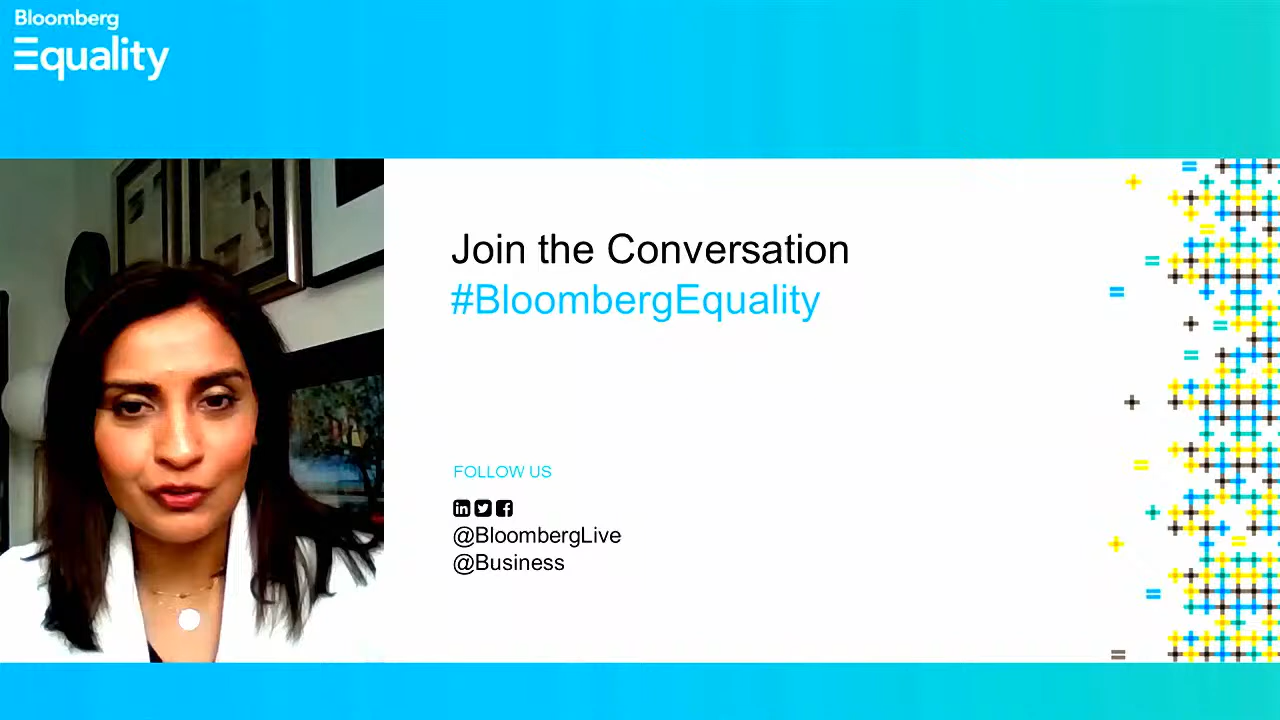 Bloomberg
Equality
Join the Conversation
#BloombergEquality
FOLLOW US
@BloombergLive
@Business